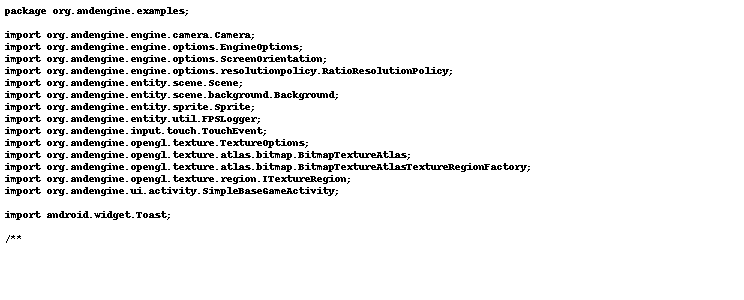 package org.andengine.examples;
import org.andengine.engine.camera.Camera;
import org.andengine.engine.options.EngineOptions;
import org.andengine.engine.options.ScreenOrientation;
import org.andengine.engine.options.resolutionpolicy.RatioResolutionPolicy;
import org.andengine.entity.scene.Scene;
import org.andengine.entity.scene.background.Background;
import org.andengine.entity.sprite.Sprite;
import org.andengine.entity.util.FPSLogger;
import org.andengine.input.touch.TouchEvent;
import org.andengine.opengl.texture.TextureOptions;
import org.andengine.opengl.texture.atlas.bitmap.BitmapTextureAtlas;
import org.andengine.opengl.texture.atlas.bitmap.BitmapTextureAtlasTextureRegionFactory;
import org.andengine.opengl.texture.region.ITextureRegion;
import org.andengine.ui.activity.SimpleBaseGameActivity;
import android.widget.Toast;
/**